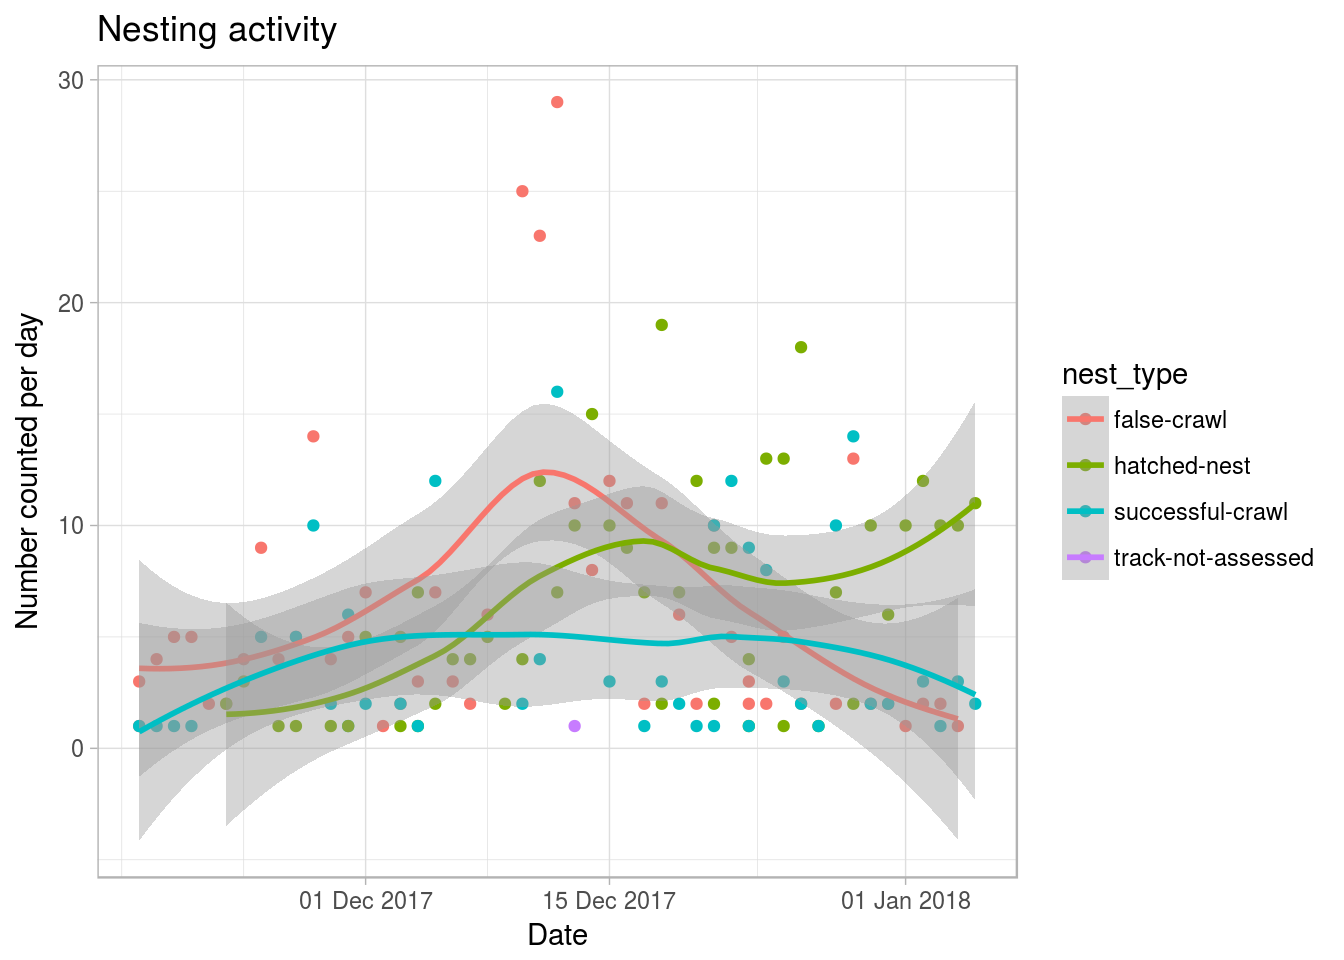 Nesting activity
30
20
10
0
Number counted per day
01 Dec 2017
15 Dec 2017
01 Jan 2018
Date
nest_type
false-crawl
hatched-nest
successful-crawl
track-not-assessed